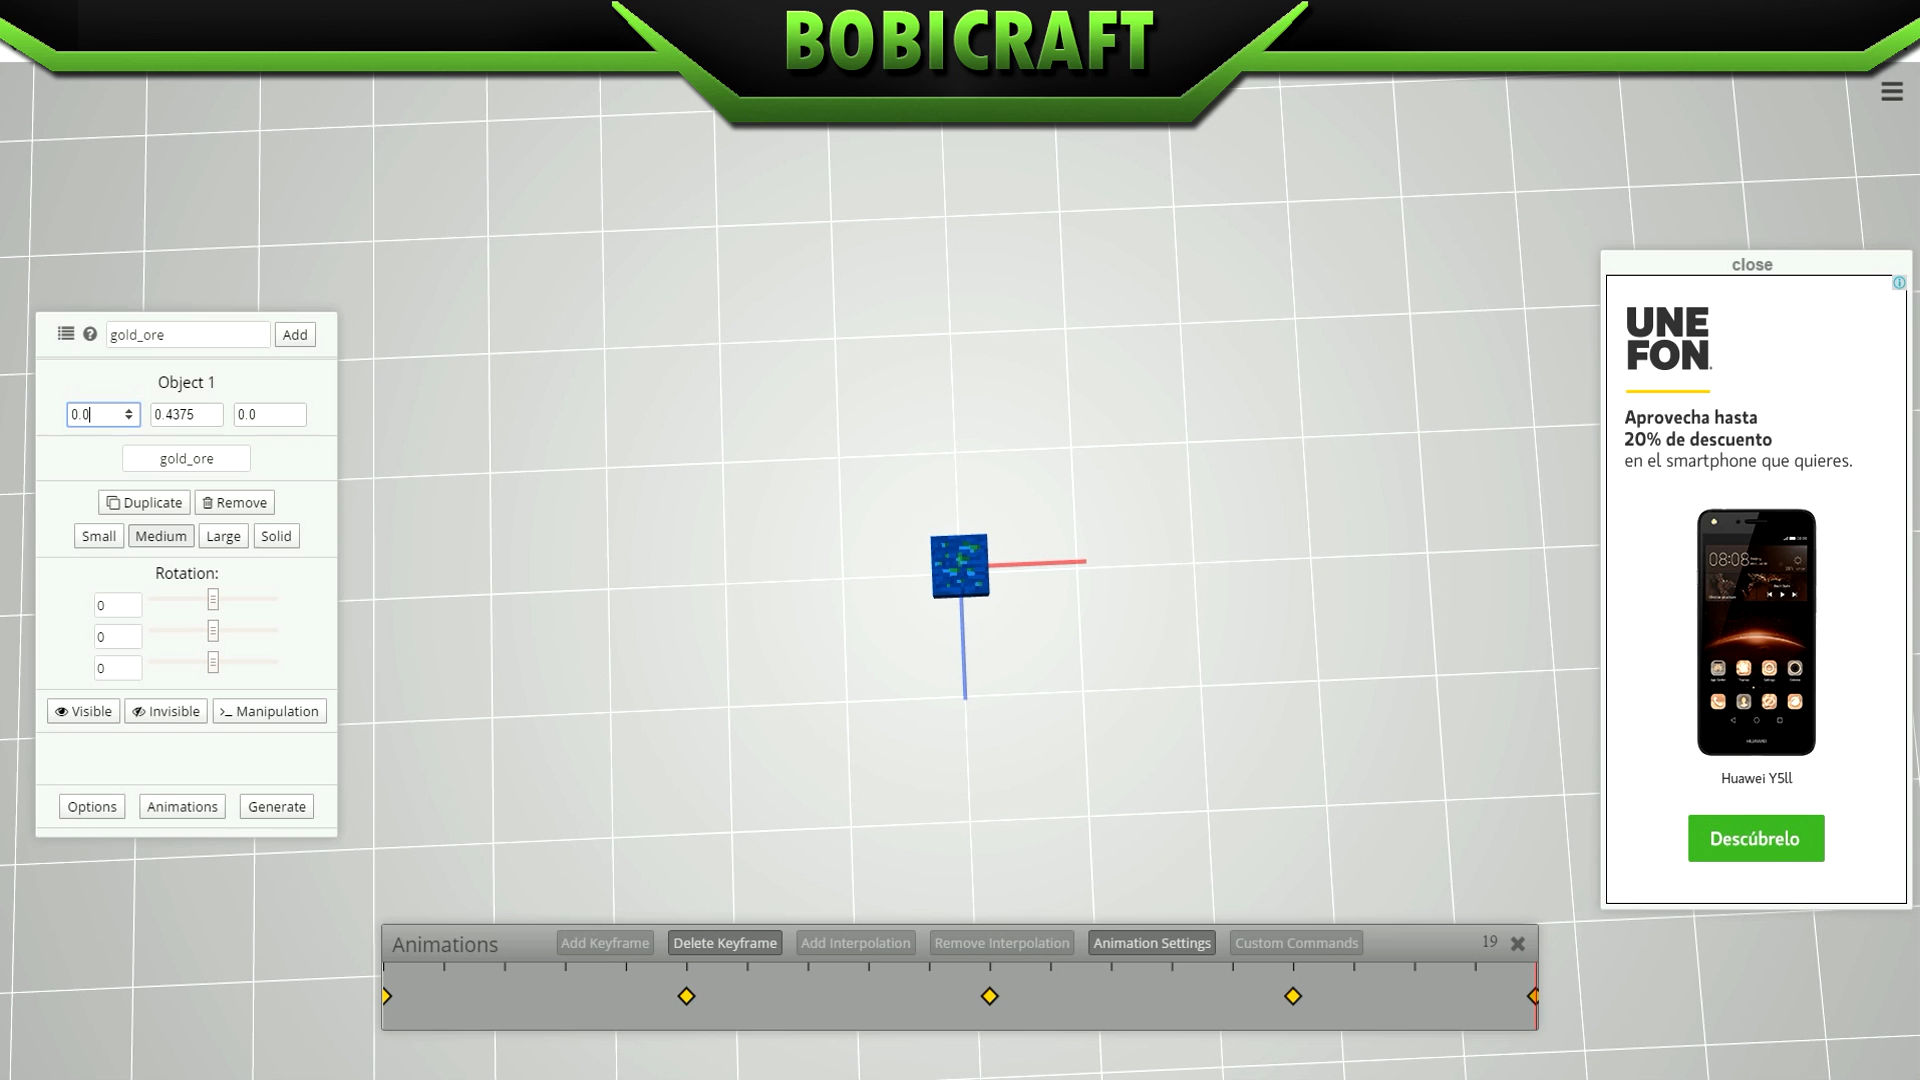 BOBICRAFT
gold_ore
Add
Object 1
0.0
0.4375
0.0
gold_ore
Duplicate
Remove
Small
Medium
Large
Solid
Rotation:
0
0
0
Visible
Invisible
>_ Manipulation
Options
Animations
Generate
close
UNE
FON.
Aprovecha hasta
20% de descuento
en el smartphone que quieres.
08:08
HUAWEI
Huawei Y5ll
Descúbrelo
Animations
Add Keyframe
Delete Keyframe
Add Interpolation
Remove Interpolation
Animation Settings
Custom Commands
19